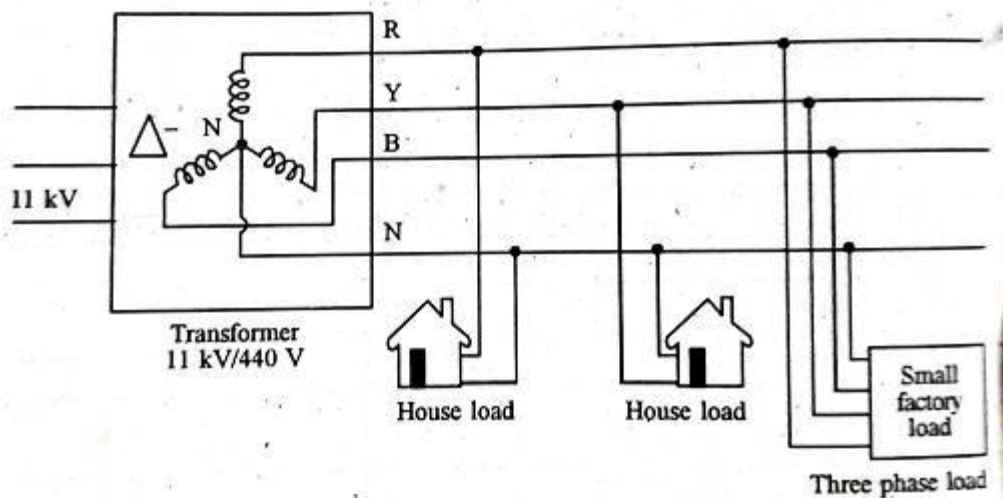 R
Y
N
B
11 kV
N
Transformer
11 kV/440 V
House load
House load
Small
factory
load
Three phase load